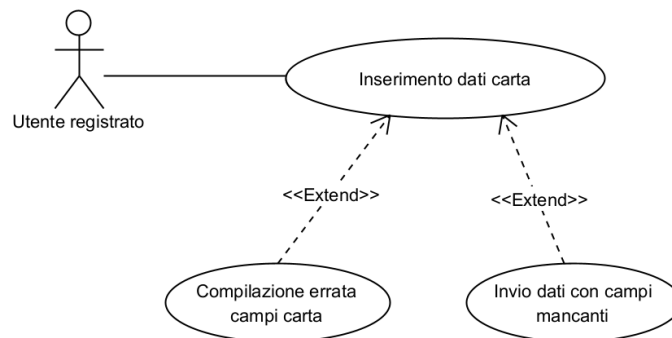 Inserimento dati carta
Utente registrato
<<Extend>>
<<Extend>>
Compilazione errata
campi carta
Invio dati con campi
mancanti